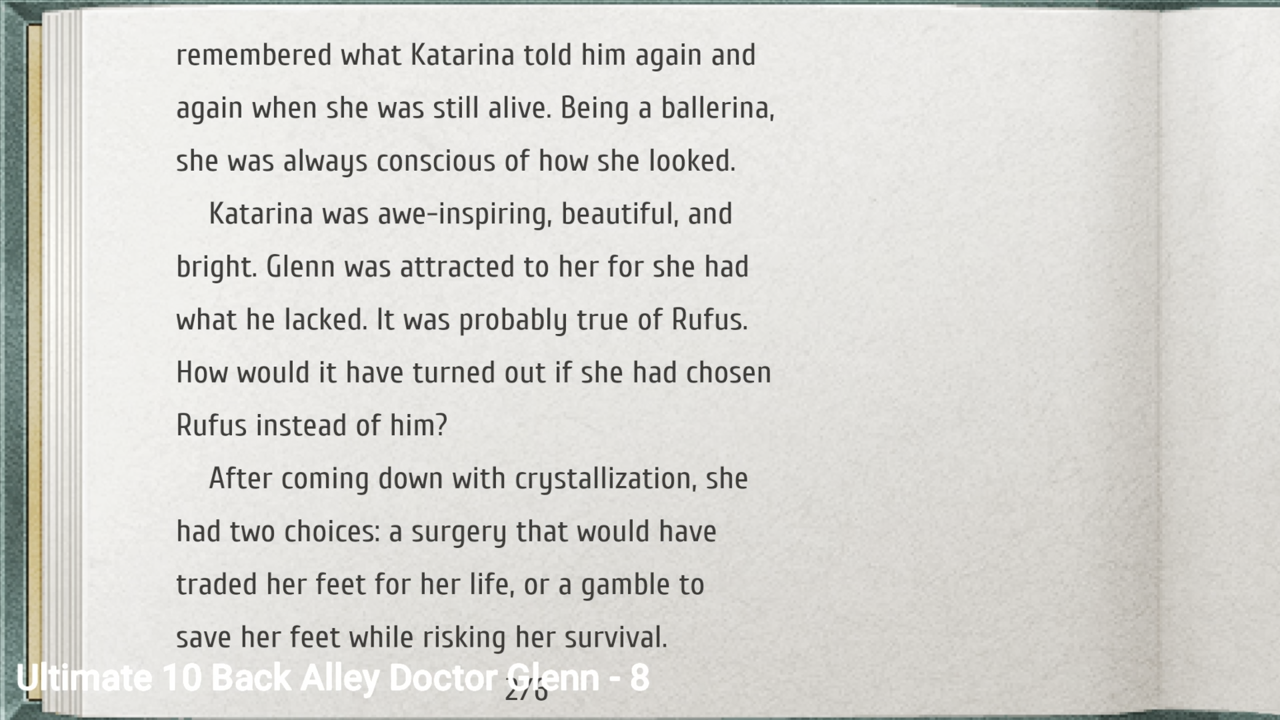 remembered what Katarina told him again and
again when she was still alive. Being a ballerina,
she was always conscious of how she looked.
Katarina was awe-inspiring, beautiful, and
bright. Glenn was attracted to her for she had
what he lacked. It was probably true of Rufus.
How would it have turned out if she had chosen
Rufus instead of him?
After coming down with crystallization, she
had two choices: a surgery that would have
traded her feet for her life, or a gamble to
save her feet while risking her survival.
Ultimate 10 Back Alley Doctor Glenn - 8
276